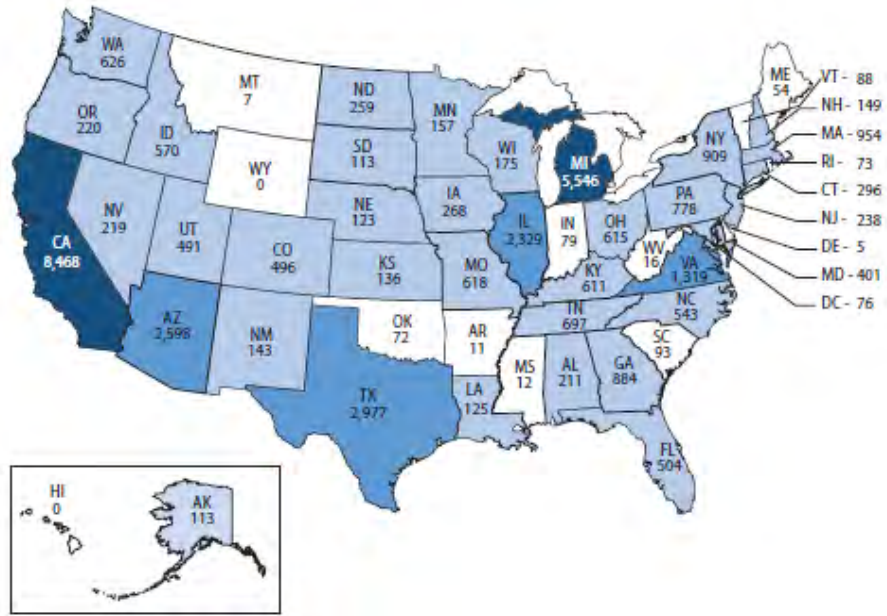 WA
626
MT
7
ND
259
MN
157
ME
54
VT - 88
NH - 149
MA - 954
RI - 73
CT - 296
NJ - 238
DE - 5
MD - 401
DC - 76
OR
220
ID
570
WY
0
SD
113
WI
175
MI
5,546
NY
909
CA
8,468
NV
219
UT
491
CO
496
NE
123
IA
268
IL
2,329
IN
79
OH
615
PA
778
WV
16
VA
1,319
KS
136
MO
618
KY
611
NC
543
TN
697
AZ
2,598
NM
143
OK
72
AR
11
SC
93
MS
12
AL
211
GA
884
TX
2,977
LA
125
FL
504
HI
0
AK
113